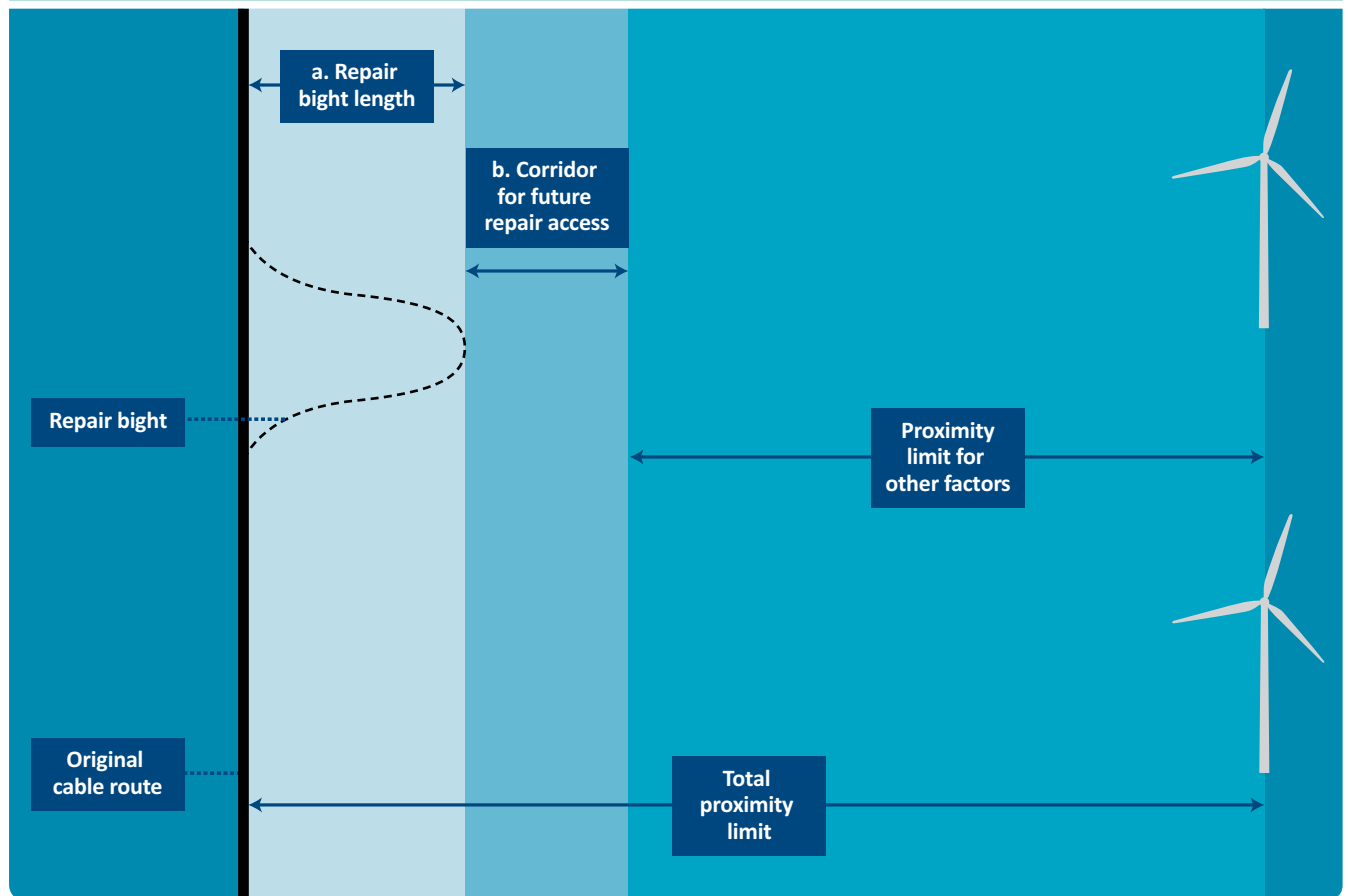 a. Repair
bight length
b. Corridor
for future
repair access
Repair bight
Proximity
limit for
other factors
Original
cable route
Total
proximity
limit